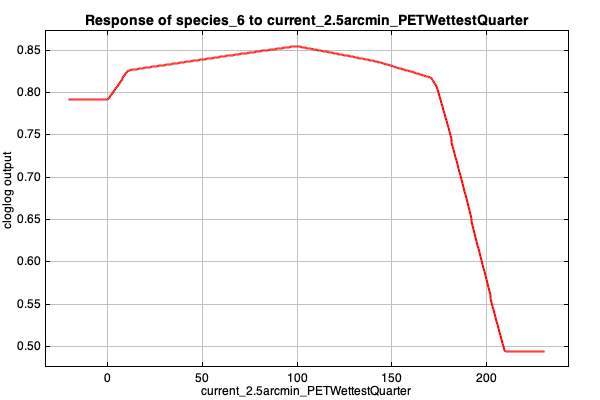 Response of species_6 to current_2.5arcmin_PETWettestQuarter
0.85
0.80
0.75
0.70
0.65
0.60
0.55
0.50
cloglog output
0 50 100 150 200
current_2.5arcmin_PETWettestQuarter